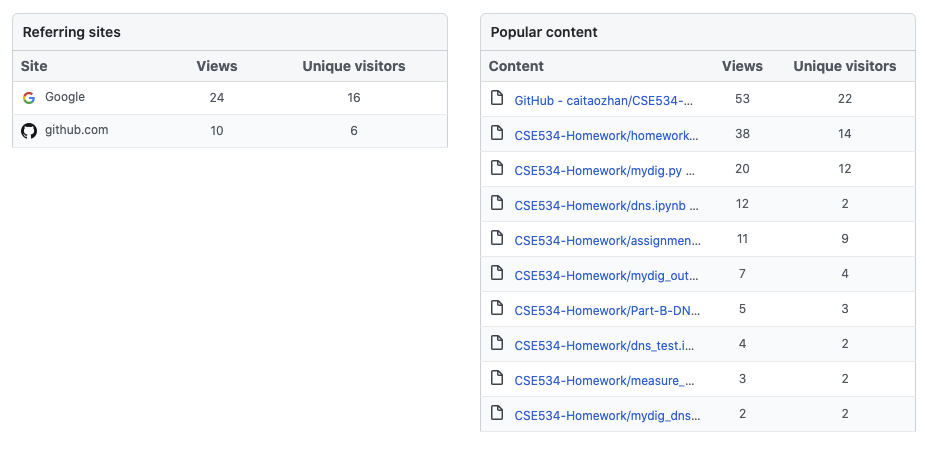 Referring sites
Site Views Unique visitors
Google 24 16
github.com 10 6
Popular content
Content Views Unique visitors
GitHub - caitaozhan/CSE534-... 53 22
CSE534-Homework/homework... 38 14
CSE534-Homework/mydig.py ... 20 12
CSE534-Homework/dns.ipynb ... 12 2
CSE534-Homework/assignmen... 11 9
CSE534-Homework/mydig_out... 7 4
CSE534-Homework/Part-B-DN... 5 3
CSE534-Homework/dns_test.i... 4 2
CSE534-Homework/measure_... 3 2
CSE534-Homework/mydig_dns... 2 2